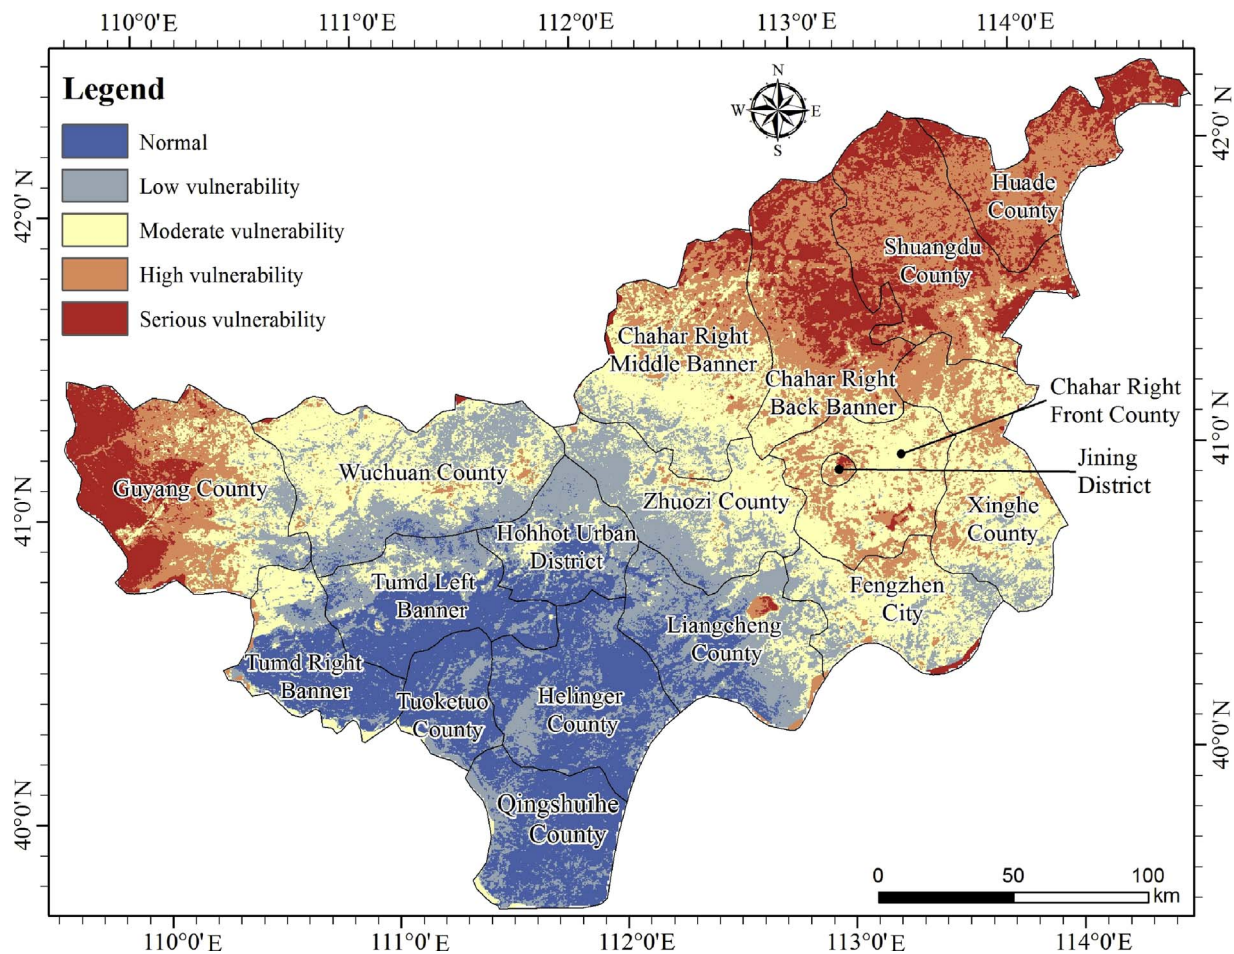 110°0'E 111°0'E 112°0'E 113°0'E 114°0'E
Legend
Normal
Low vulnerability
Moderate vulnerability
High vulnerability
Serious vulnerability
N
W E
S
42°0' N
42°0' N
41°0' N
41°0' N
40°0' N
40°0' N
Huade
County
Shuangdu
County
Chahar Right
Middle Banner
Chahar Right
Back Banner
Chahar Right
Front County
Jining
District
Wuchuan County
Guyang County
Zhuozi County
Xinghe
County
Hohhot Urban
District
Tumd Left
Banner
Fengzhen
City
Liangcheng
County
Tumd Right
Banner
Tuoketuo
County
Helinger
County
Qingshuihe
County
0 50 100
km
110°0'E 111°0'E 112°0'E 113°0'E 114°0'E